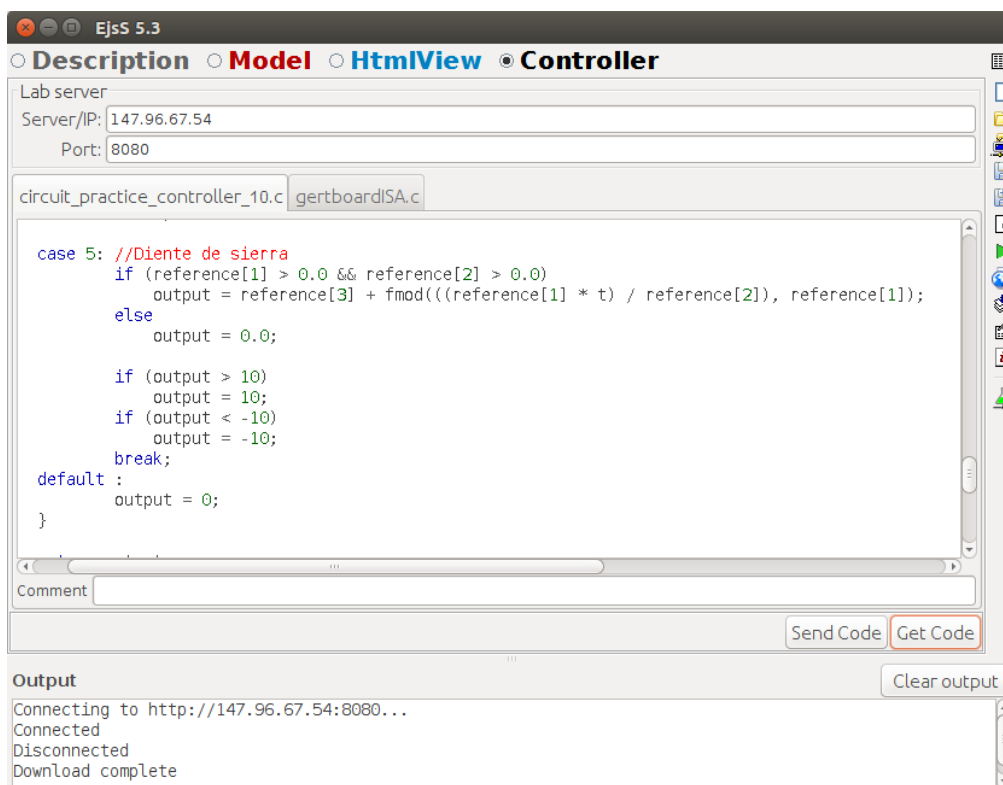 EjsS 5.3
Description Model HtmlView Controller
Lab server
Server/IP: 147.96.67.54
Port: 8080
circuit_practice_controller_10.c gertboardISA.c
case 5: //Diente de sierra
if (reference[1] > 0.0 && reference[2] > 0.0)
output = reference[3] + fmod(((reference[1] * t) / reference[2]), reference[1]);
else
output = 0.0;
if (output > 10)
output = 10;
if (output < -10)
output = -10;
break;
default :
output = 0;
}
Comment
Send Code Get Code
Output Clear output
Connecting to http://147.96.67.54:8080...
Connected
Disconnected
Download complete